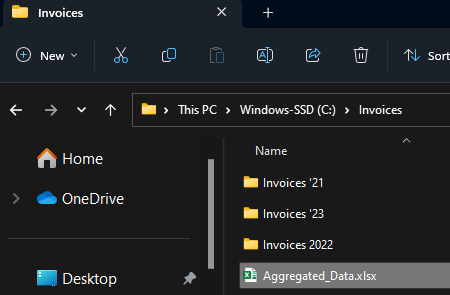 Invoices
New
Sort
This PC > Windows-SSD (C:) > Invoices
Home
OneDrive
Desktop
Name
Invoices '21
Invoices '23
Invoices 2022
Aggregated_Data.xlsx